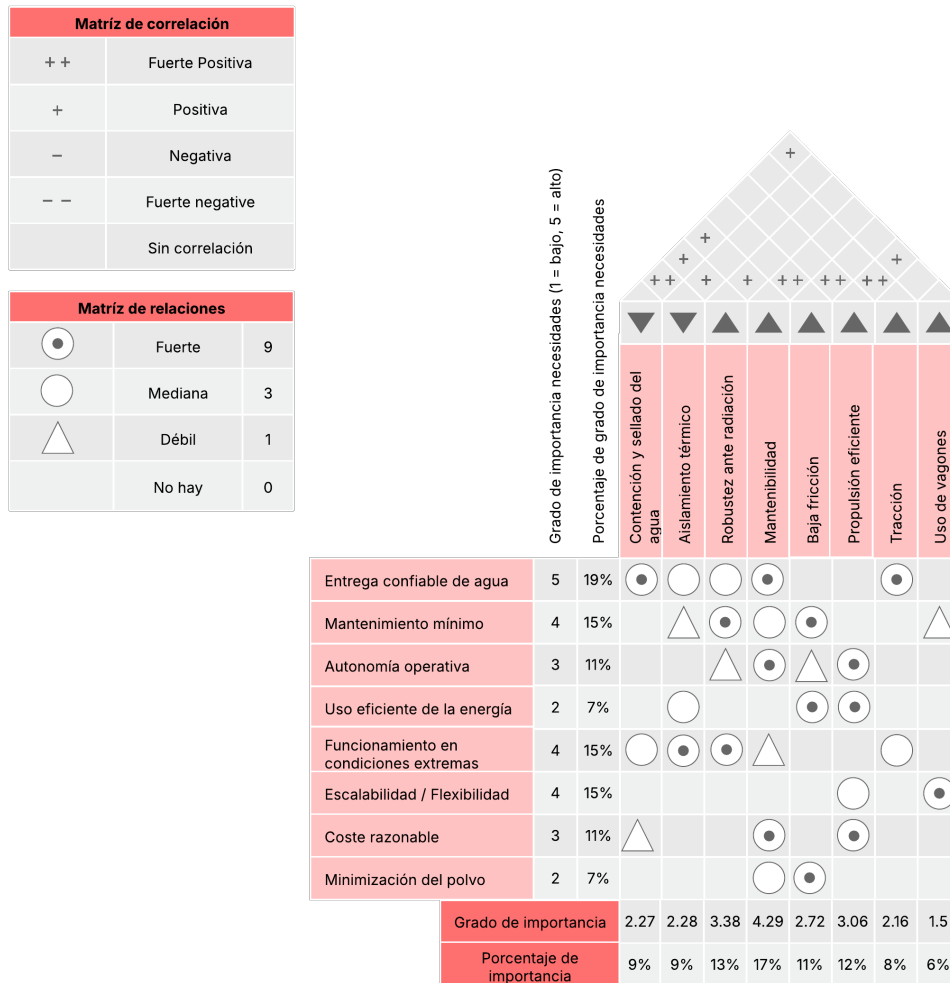 Matríz de correlación
++ Fuerte Positiva
+ Positiva
− Negativa
− − Fuerte negative
Sin correlación
Matríz de relaciones
Fuerte 9
Mediana 3
Débil 1
No hay 0
+
+
+ +
++ + + ++ ++ ++
Grado de importancia necesidades (1 = bajo, 5 = alto)
Porcentaje de grado de importancia necesidades
Contención y sellado del
agua
Aislamiento térmico
Robustez ante radiación
Mantenibilidad
Baja fricción
Propulsión eficiente
Tracción
Uso de vagones
Entrega confiable de agua 5 19%
Mantenimiento mínimo 4 15%
Autonomía operativa 3 11%
Uso eficiente de la energía 2 7%
Funcionamiento en
condiciones extremas 4 15%
Escalabilidad / Flexibilidad 4 15%
Coste razonable 3 11%
Minimización del polvo 2 7%
Grado de importancia 2.27 2.28 3.38 4.29 2.72 3.06 2.16 1.5
Porcentaje de
importancia 9% 9% 13% 17% 11% 12% 8% 6%